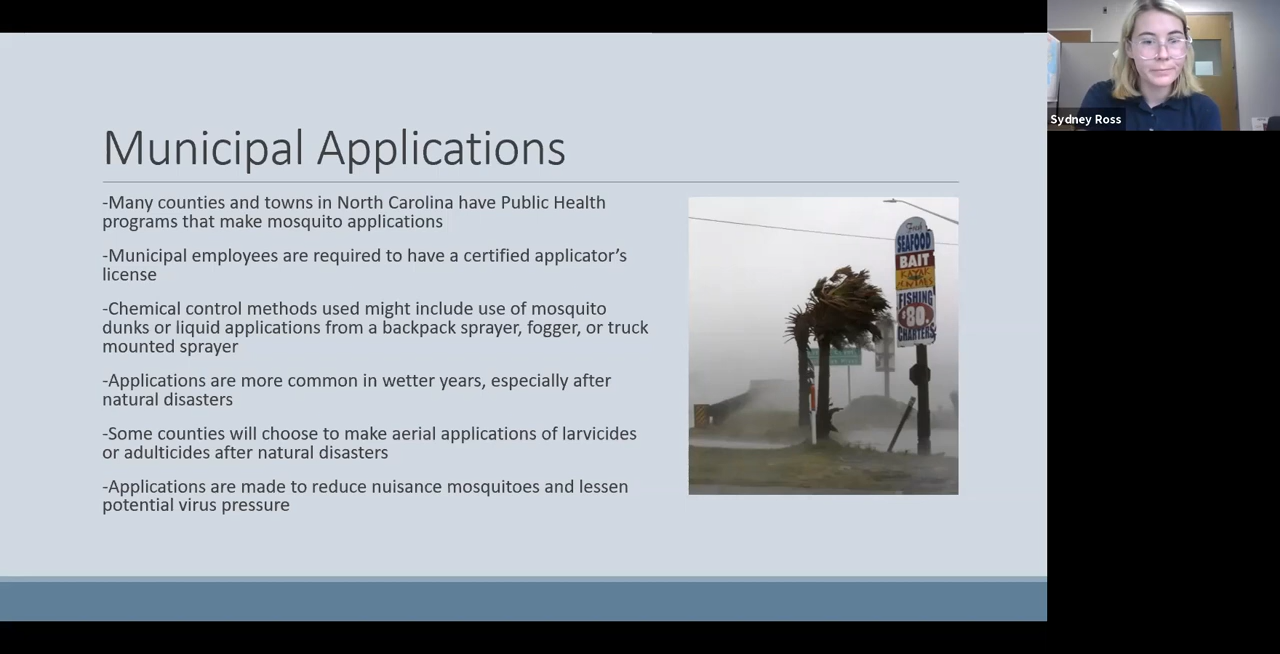 Sydney Ross
Municipal Applications
-Many counties and towns in North Carolina have Public Health
programs that make mosquito applications
-Municipal employees are required to have a certified applicator’s
license
-Chemical control methods used might include use of mosquito
dunks or liquid applications from a backpack sprayer, fogger, or truck
mounted sprayer
-Applications are more common in wetter years, especially after
natural disasters
-Some counties will choose to make aerial applications of larvicides
or adulticides after natural disasters
-Applications are made to reduce nuisance mosquitoes and lessen
potential virus pressure
SEAFOOD
BAIT
KAYAK
FISHING
$80
CHARTERS